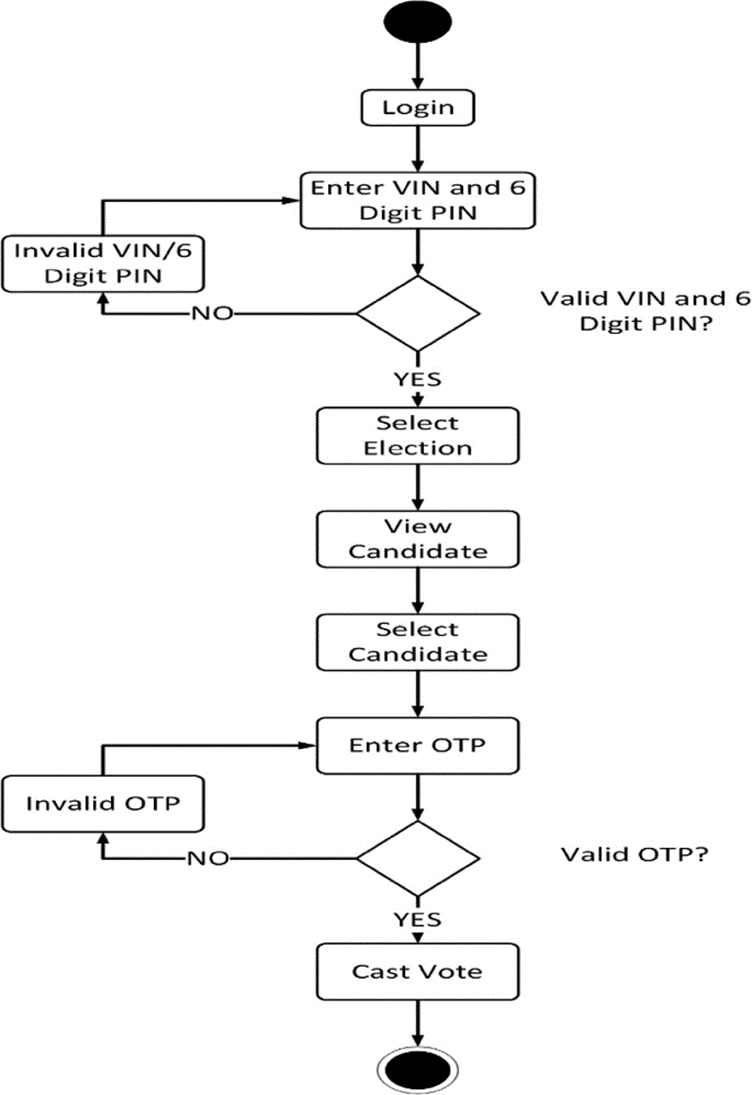 Login
Enter VIN and 6
Digit PIN
Invalid VIN/6
Digit PIN
NO
Valid VIN and 6
Digit PIN?
YES
Select
Election
View
Candidate
Select
Candidate
Enter OTP
Invalid OTP
NO
Valid OTP?
YES
Cast Vote